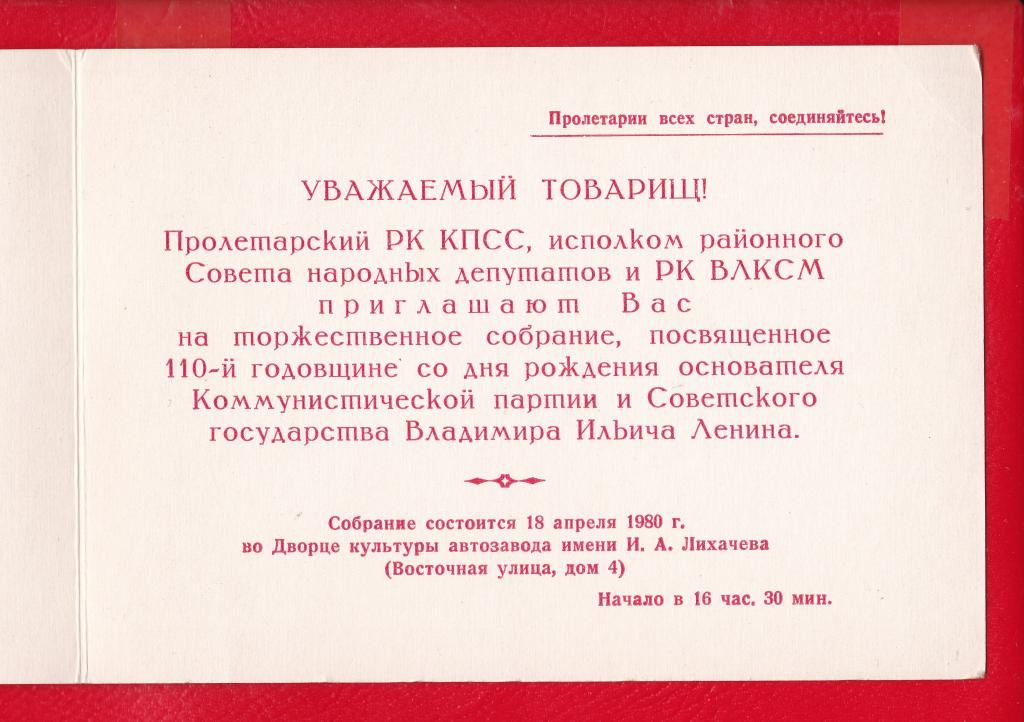 Пролетарии всех стран, соединяйтесь!
УВАЖАЕМЫЙ ТОВАРИЩ!
Пролетарский РК КПСС, исполком районного
Совета народных депутатов и РК ВЛКСМ
приглашают Вас
на торжественное собрание, посвященное
110-й годовщине со дня рождения основателя
Коммунистической партии и Советского
государства Владимира Ильича Ленина.
Собрание состоится 18 апреля 1980 г.
во Дворце культуры автозавода имени И. А. Лихачева
(Восточная улица, дом 4)
Начало в 16 час. 30 мин.